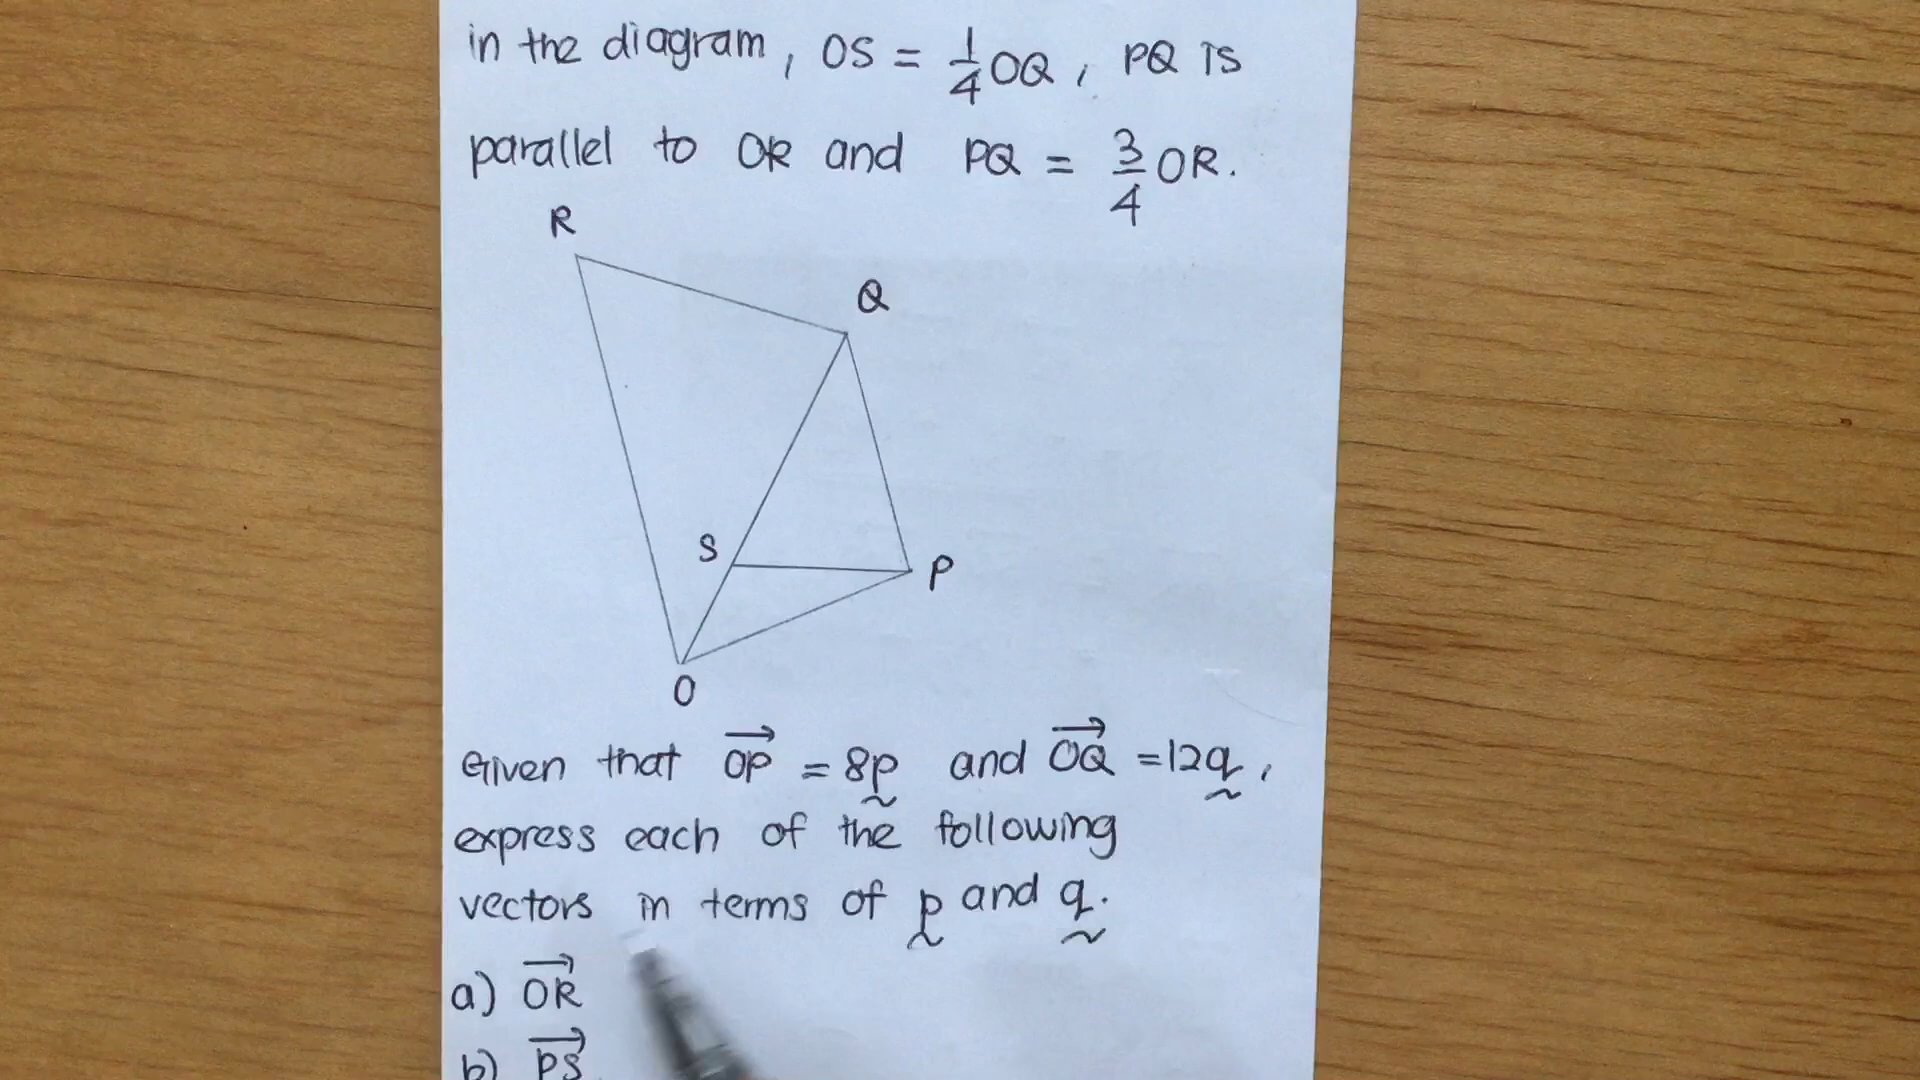 in the diagram, OS = 1/4 OQ, PQ is
parallel to OR and PQ = 3/4 OR.
R
Q
S
P
O
Given that OP→ = 8p and OQ→ = 12q,
express each of the following
vectors in terms of p and q.
a) OR→
b) PS→